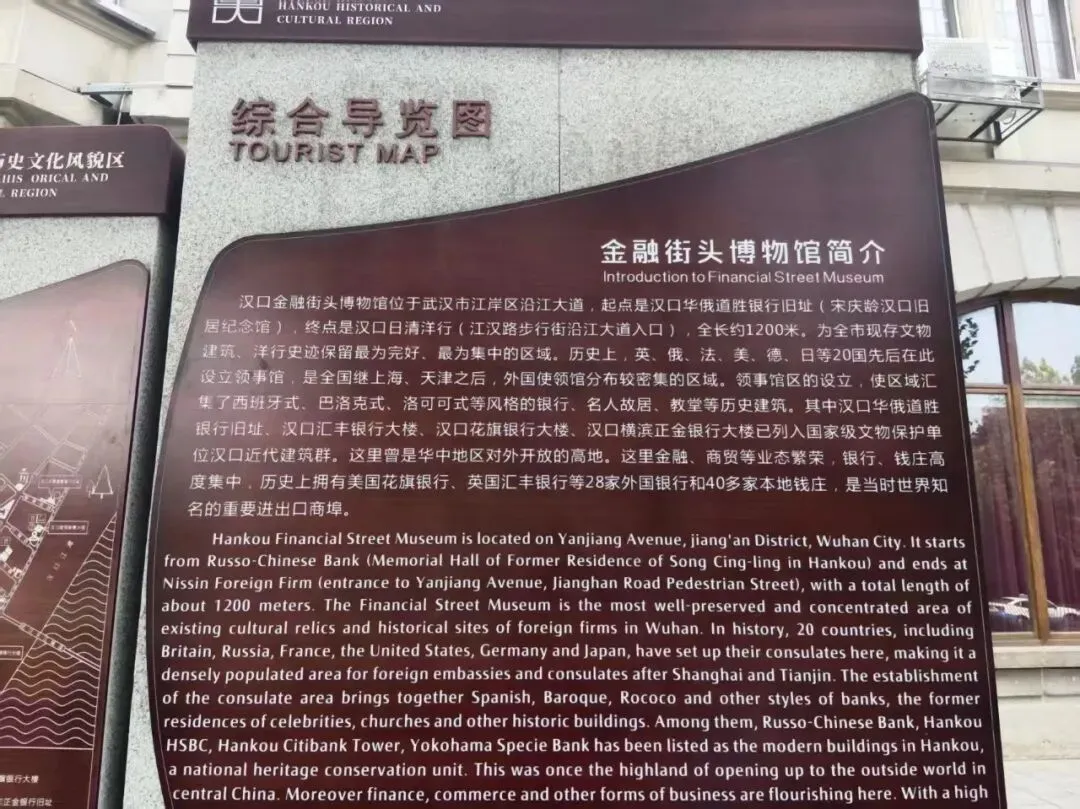 HANKOU HISTORICAL AND
CULTURAL REGION
综合导览图
TOURIST MAP
历史文化风貌区
HIS ORICAL AND
L REGION
金融街头博物馆简介
Introduction to Financial Street Museum
汉口金融街头博物馆位于武汉市江岸区沿江大道，起点是汉口华俄道胜银行旧址（宋庆龄汉口旧
居纪念馆），终点是汉口日清洋行（江汉路步行街沿江大道入口），全长约1200米。为全市现存文物
建筑、洋行史迹保留最为完好、最为集中的区域。历史上，英、俄、法、美、德、日等20国先后在此
设立领事馆，是全国继上海、天津之后，外国使领馆分布较密集的区域。领事馆区的设立，使区域汇
集了西班牙式、巴洛克式、洛可可式等风格的银行、名人故居、教堂等历史建筑。其中汉口华俄道胜
银行旧址、汉口汇丰银行大楼、汉口花旗银行大楼、汉口横滨正金银行大楼已列入国家级文物保护单
位汉口近代建筑群。这里曾是华中地区对外开放的高地。这里金融、商贸等业态繁荣，银行、钱庄高
度集中，历史上拥有美国花旗银行、英国汇丰银行等28家外国银行和40多家本地钱庄，是当时世界知
名的重要进出口商埠。
Hankou Financial Street Museum is located on Yanjiang Avenue, jiang'an District, Wuhan City. It starts
from Russo-Chinese Bank (Memorial Hall of Former Residence of Song Cing-ling in Hankou) and ends at
Nissin Foreign Firm (entrance to Yanjiang Avenue, Jianghan Road Pedestrian Street), with a total length of
about 1200 meters. The Financial Street Museum is the most well-preserved and concentrated area of
existing cultural relics and historical sites of foreign firms in Wuhan. In history, 20 countries, including
Britain, Russia, France, the United States, Germany and Japan, have set up their consulates here, making it a
densely populated area for foreign embassies and consulates after Shanghai and Tianjin. The establishment
of the consulate area brings together Spanish, Baroque, Rococo and other styles of banks, the former
residences of celebrities, churches and other historic buildings. Among them, Russo-Chinese Bank, Hankou
HSBC, Hankou Citibank Tower, Yokohama Specie Bank has been listed as the modern buildings in Hankou,
a national heritage conservation unit. This was once the highland of opening up to the outside world in
central China. Moreover finance, commerce and other forms of business are flourishing here. With a high
旗银行大楼
正金银行旧址